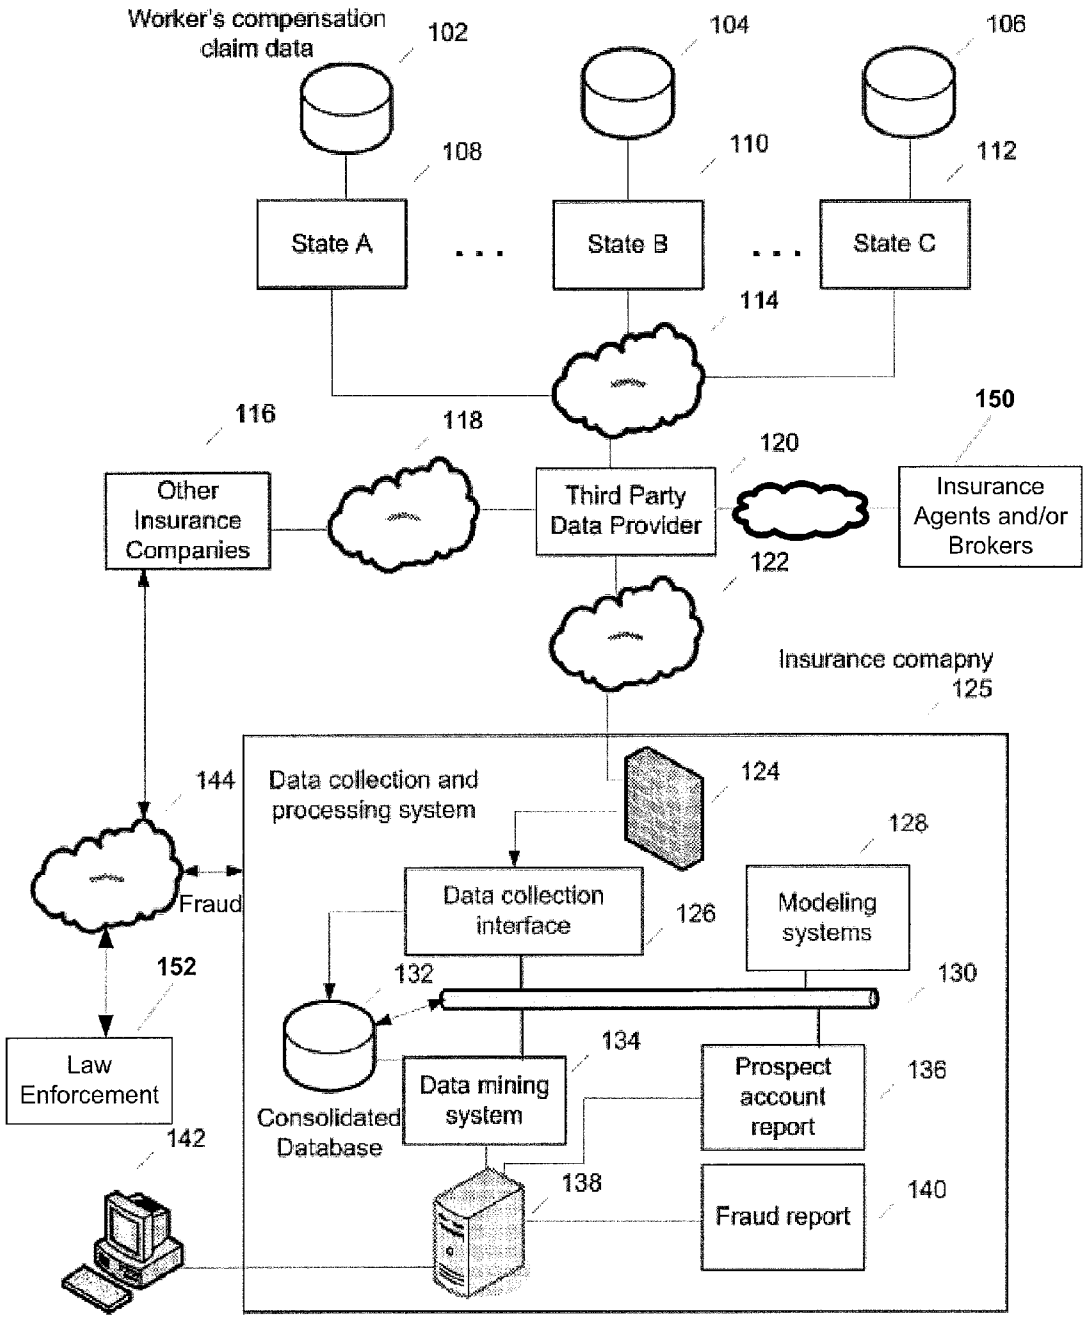 Worker's compensation
claim data
102
104
106
108
110
112
State A
. . .
State B
. . .
State C
114
116
118
120
150
Other
Insurance
Companies
Third Party
Data Provider
Insurance
Agents and/or
Brokers
122
Insurance comapny
125
144
Data collection and
processing system
124
128
Fraud
Data collection
interface
126
Modeling
systems
152
132
130
Law
Enforcement
134
Data mining
system
Prospect
account
report
136
Consolidated
Database
142
138
Fraud report
140